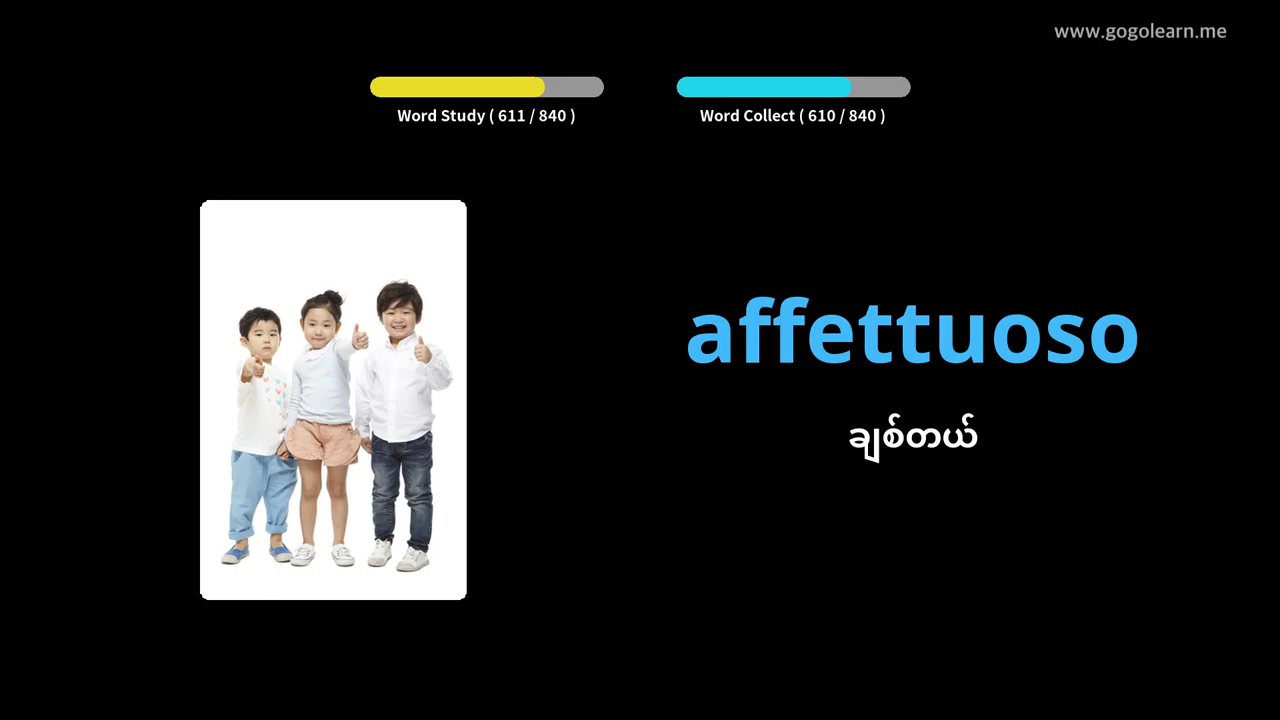 www.gogolearn.me
Word Study ( 611 / 840 )
Word Collect ( 610 / 840 )
affettuoso
ချစ်တယ်